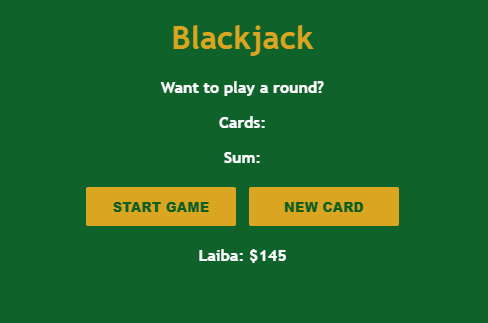 Blackjack
Want to play a round?
Cards:
Sum:
START GAME NEW CARD
Laiba: $145